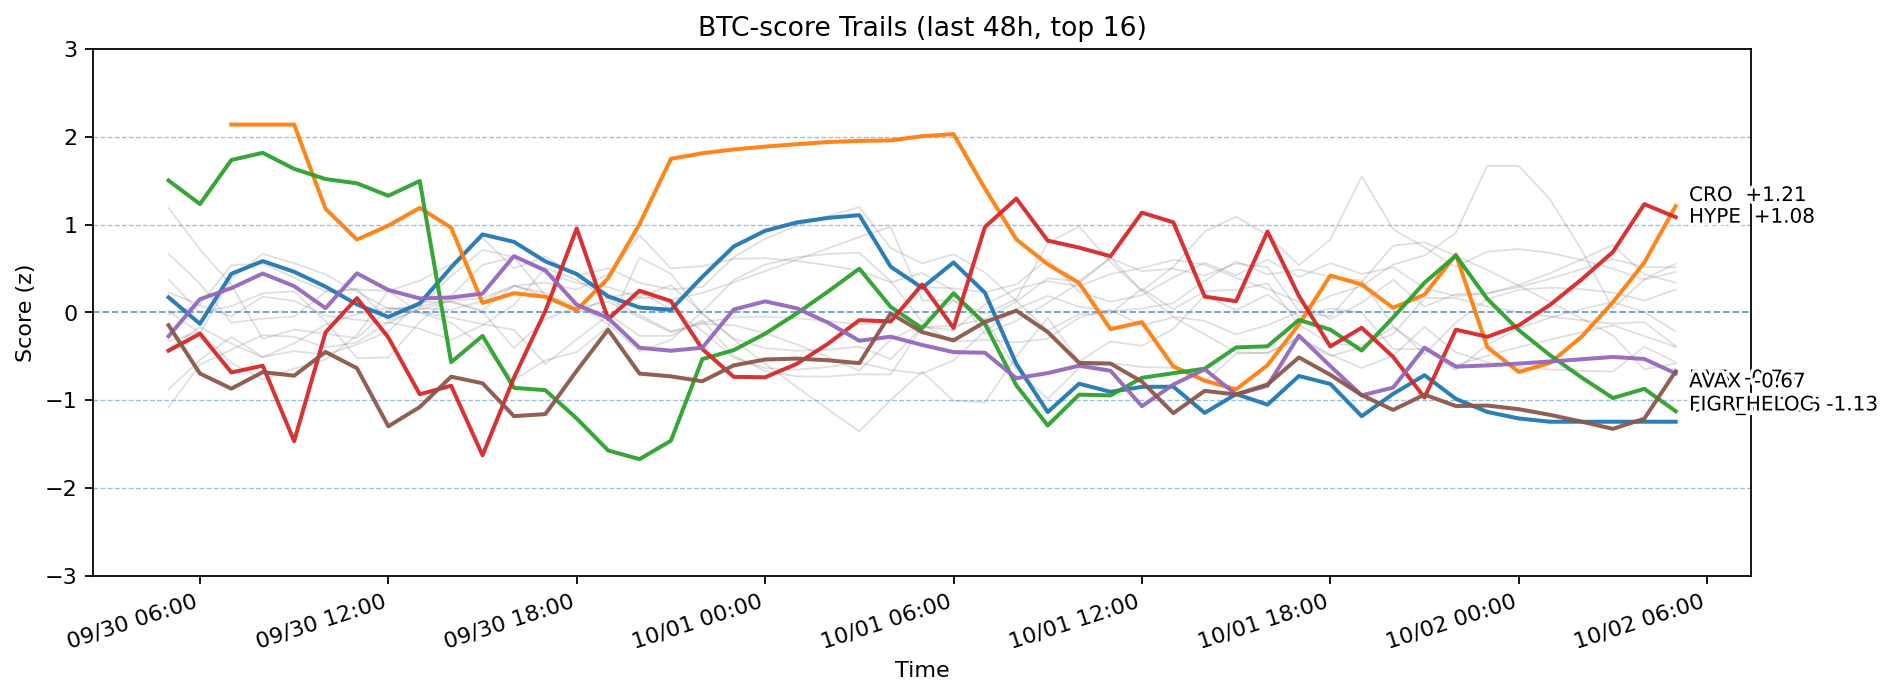 BTC-score Trails (last 48h, top 16)
Score (z)
3
2
1
0
−1
−2
−3
CRO +1.21
HYPE +1.08
AVAX -0.67
-1.13
09/30 06:00
09/30 12:00
09/30 18:00
10/01 00:00
10/01 06:00
10/01 12:00
10/01 18:00
10/02 00:00
10/02 06:00
Time